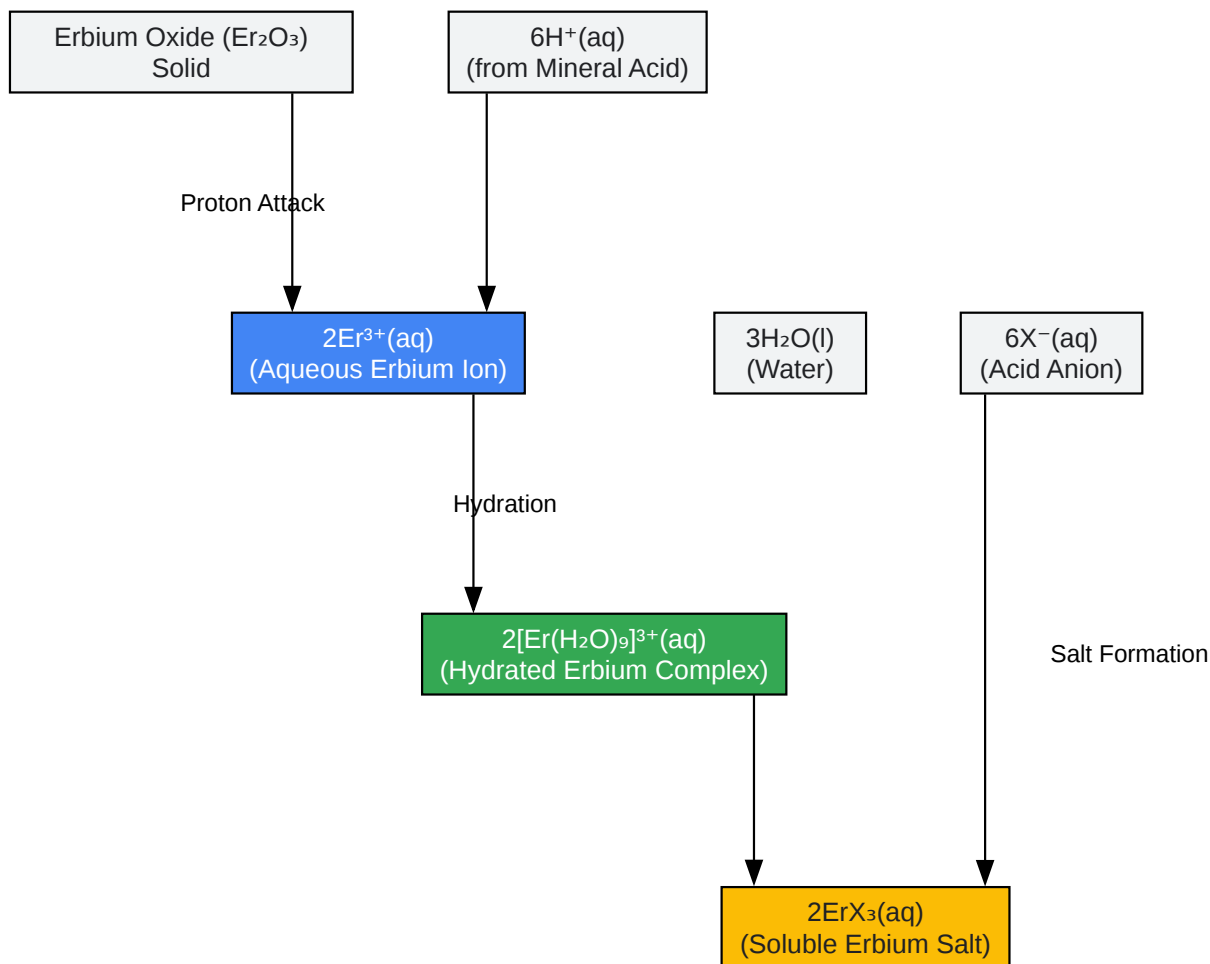 Erbium Oxide (Er₂O₃)
Solid
6H⁺(aq)
(from Mineral Acid)
Proton Attack
2Er³⁺(aq)
(Aqueous Erbium Ion)
3H₂O(l)
(Water)
6X⁻(aq)
(Acid Anion)
Hydration
2[Er(H₂O)₉]³⁺(aq)
(Hydrated Erbium Complex)
Salt Formation
2ErX₃(aq)
(Soluble Erbium Salt)